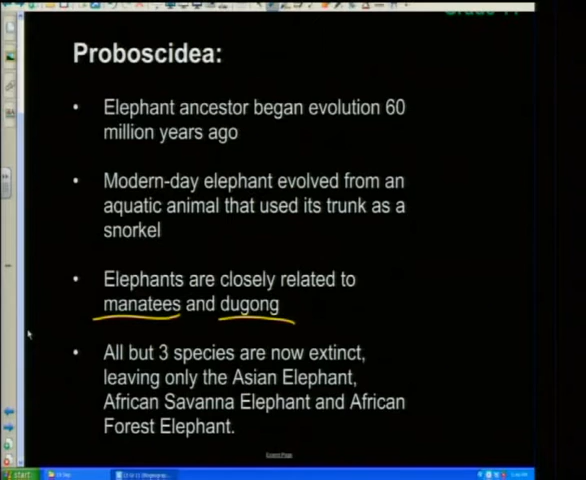 Proboscidea:
• Elephant ancestor began evolution 60
million years ago
• Modern-day elephant evolved from an
aquatic animal that used its trunk as a
snorkel
• Elephants are closely related to
manatees and dugong
• All but 3 species are now extinct,
leaving only the Asian Elephant,
African Savanna Elephant and African
Forest Elephant.
start